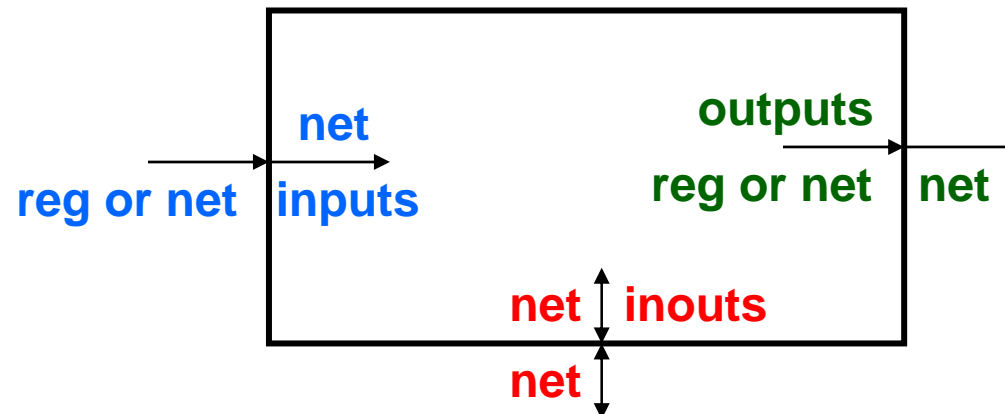 net
reg or net inputs
outputs
reg or net net
net inouts
net